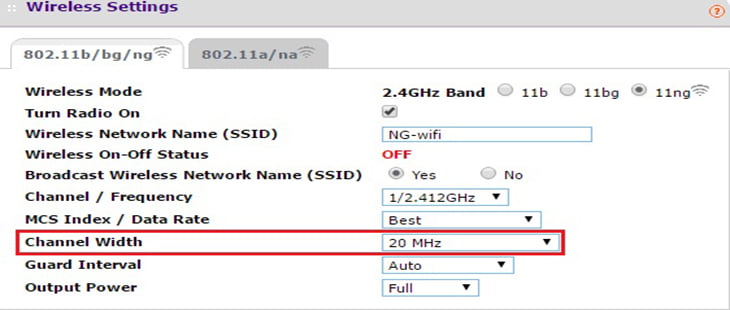 Wireless Settings
802.11b/bg/ng 802.11a/na
Wireless Mode 2.4GHz Band 11b 11bg 11ng
Turn Radio On
Wireless Network Name (SSID) NG-wifi
Wireless On-Off Status OFF
Broadcast Wireless Network Name (SSID) Yes No
Channel / Frequency 1/2.412GHz
MCS Index / Data Rate Best
Channel Width 20 MHz
Guard Interval Auto
Output Power Full